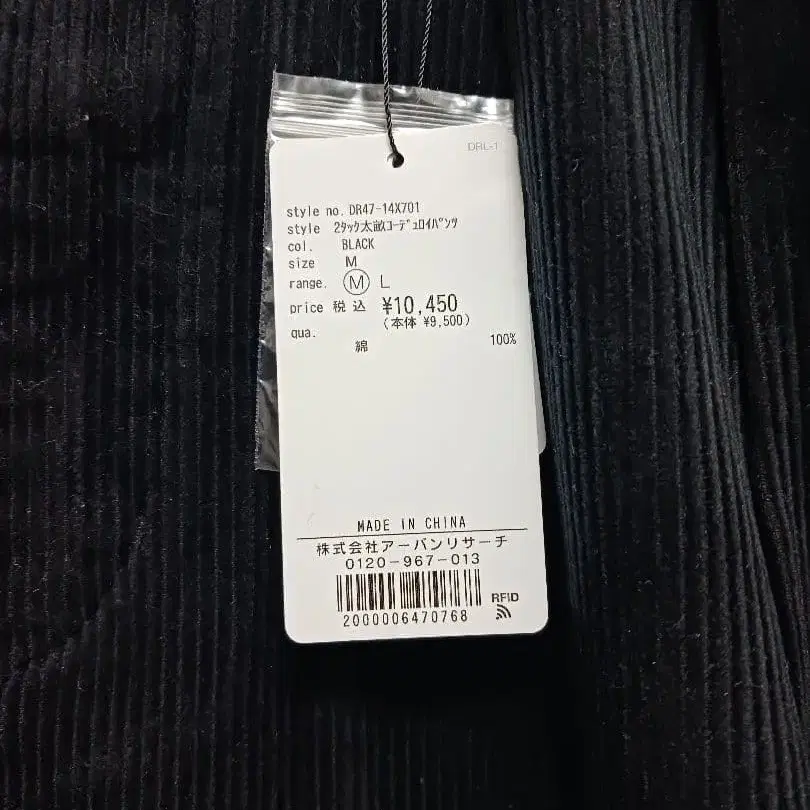 DRL-1
style no. DR47-14X701
style 2ﾀｯｸ太畝ｺｰﾃﾞｭﾛｲﾊﾟﾝﾂ
col. BLACK
size M
range. M L
price 税込 ¥10,450
(本体 ¥9,500)
qua.
綿 100%
MADE IN CHINA
株式会社アーバンリサーチ
0120-967-013
RFID
2000006470768